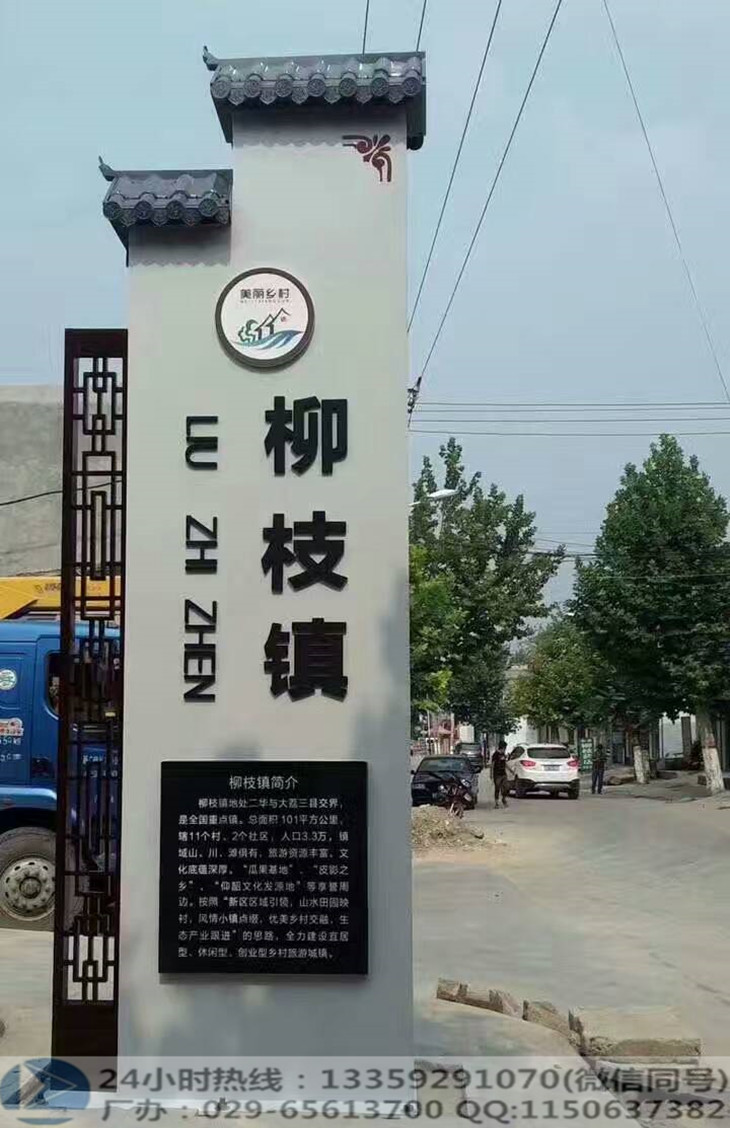 美丽乡村
柳枝镇
LIU ZHI ZHEN
柳枝镇简介
柳枝镇地处二华与大荔三县交界，
是全国重点镇。总面积101平方公里，
辖11个村、2个社区，人口3.3万，镇
域山、川、滩俱有，旅游资源丰富，文
化底蕴深厚。“瓜果基地”、“皮影之
乡”、“仰韶文化发源地”等享誉周
边。按照“新区区域引领，山水田园映
村，风情小镇点缀，优美乡村交融，生
态产业跟进”的思路，全力建设宜居
型、休闲型、创业型乡村旅游城镇。
24小时热线：13359291070(微信同号)
厂办：029-65613700 QQ:1150637382